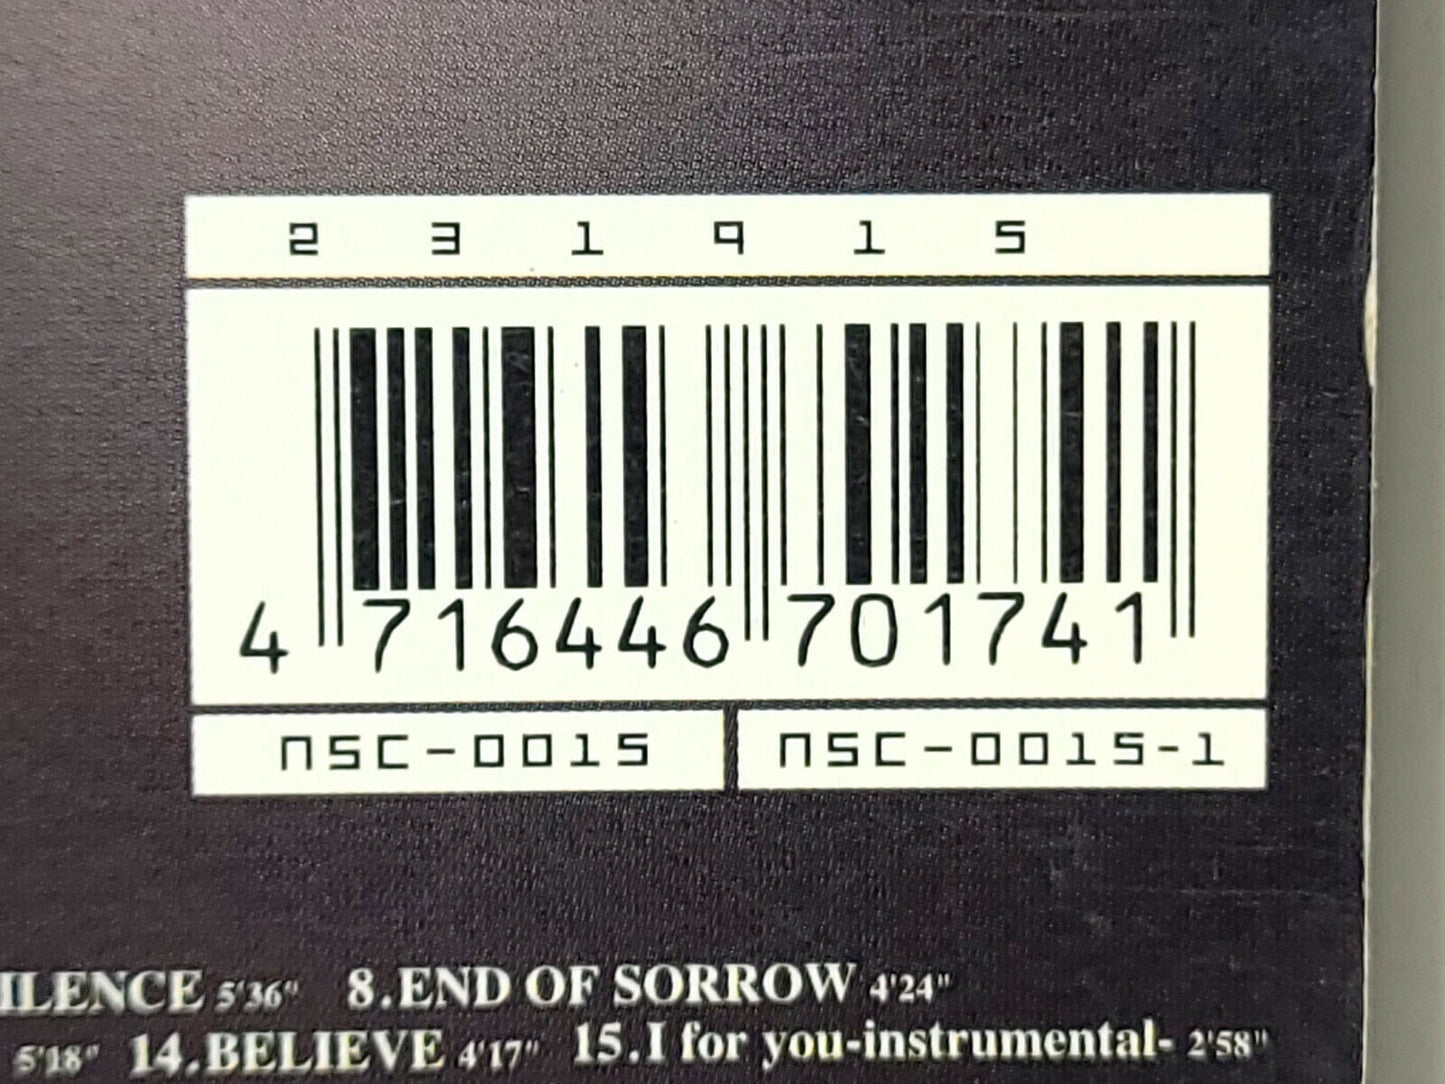 2 3 1 9 1 5
4 716446 701741
NSC-0015 NSC-0015-1
ILENCE 5'36" 8.END OF SORROW 4'24"
5'18" 14.BELIEVE 4'17" 15.I for you-instrumental- 2'58"